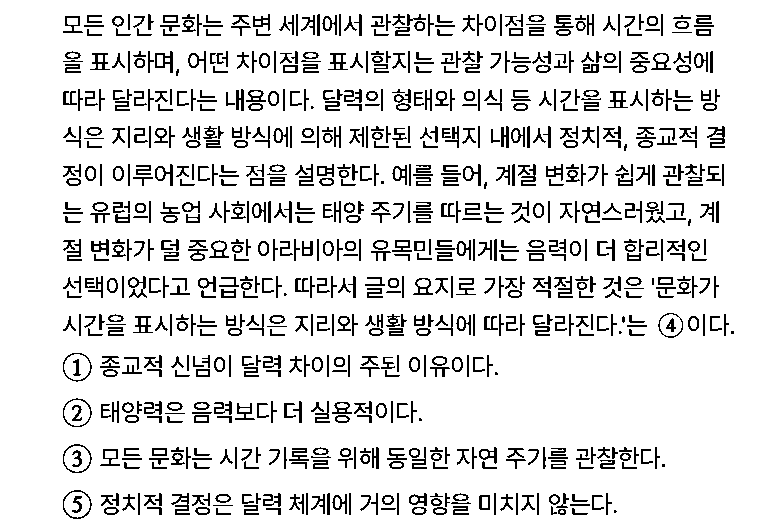 모든 인간 문화는 주변 세계에서 관찰하는 차이점을 통해 시간의 흐름
을 표시하며, 어떤 차이점을 표시할지는 관찰 가능성과 삶의 중요성에
따라 달라진다는 내용이다. 달력의 형태와 의식 등 시간을 표시하는 방
식은 지리와 생활 방식에 의해 제한된 선택지 내에서 정치적, 종교적 결
정이 이루어진다는 점을 설명한다. 예를 들어, 계절 변화가 쉽게 관찰되
는 유럽의 농업 사회에서는 태양 주기를 따르는 것이 자연스러웠고, 계
절 변화가 덜 중요한 아라비아의 유목민들에게는 음력이 더 합리적인
선택이었다고 언급한다. 따라서 글의 요지로 가장 적절한 것은 '문화가
시간을 표시하는 방식은 지리와 생활 방식에 따라 달라진다.'는 ④이다.
① 종교적 신념이 달력 차이의 주된 이유이다.
② 태양력은 음력보다 더 실용적이다.
③ 모든 문화는 시간 기록을 위해 동일한 자연 주기를 관찰한다.
⑤ 정치적 결정은 달력 체계에 거의 영향을 미치지 않는다.